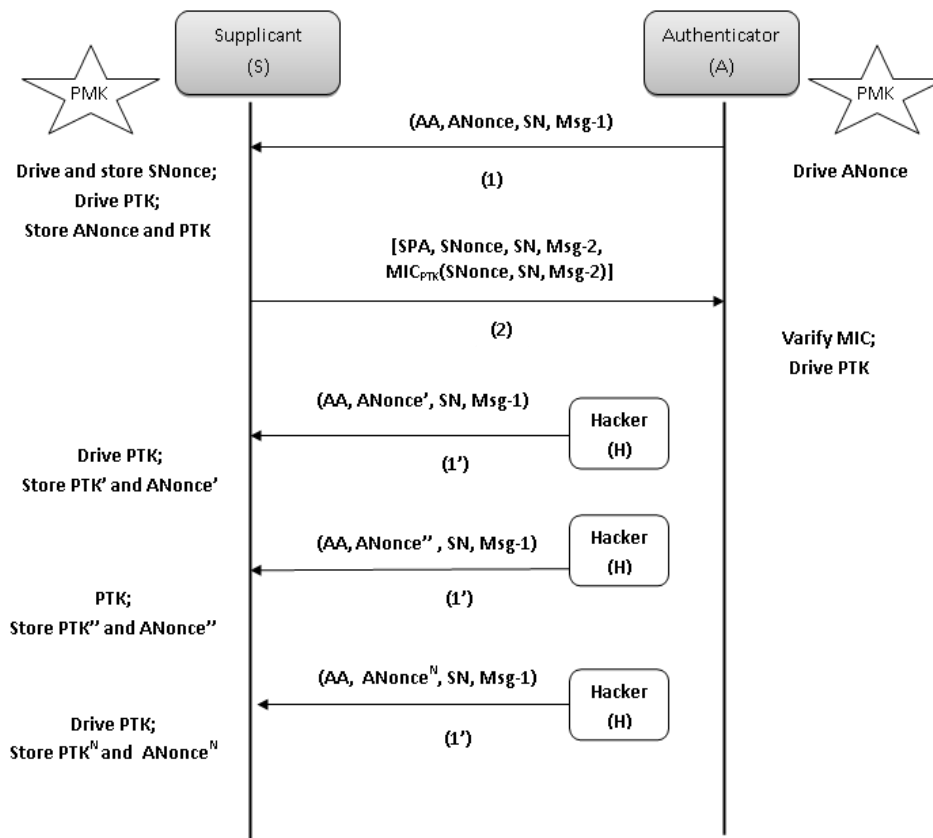 Supplicant
(S)
Authenticator
(A)
PMK
PMK
(AA, ANonce, SN, Msg-1)
(1)
Drive and store SNonce;
Drive PTK;
Store ANonce and PTK
Drive ANonce
[SPA, SNonce, SN, Msg-2,
MICPTK(SNonce, SN, Msg-2)]
(2)
Varify MIC;
Drive PTK
(AA, ANonce’, SN, Msg-1)
(1’)
Hacker
(H)
Drive PTK;
Store PTK’ and ANonce’
(AA, ANonce’’ , SN, Msg-1)
(1’)
Hacker
(H)
PTK;
Store PTK’’ and ANonce’’
(AA, ANonceN, SN, Msg-1)
(1’)
Hacker
(H)
Drive PTK;
Store PTKN and ANonceN